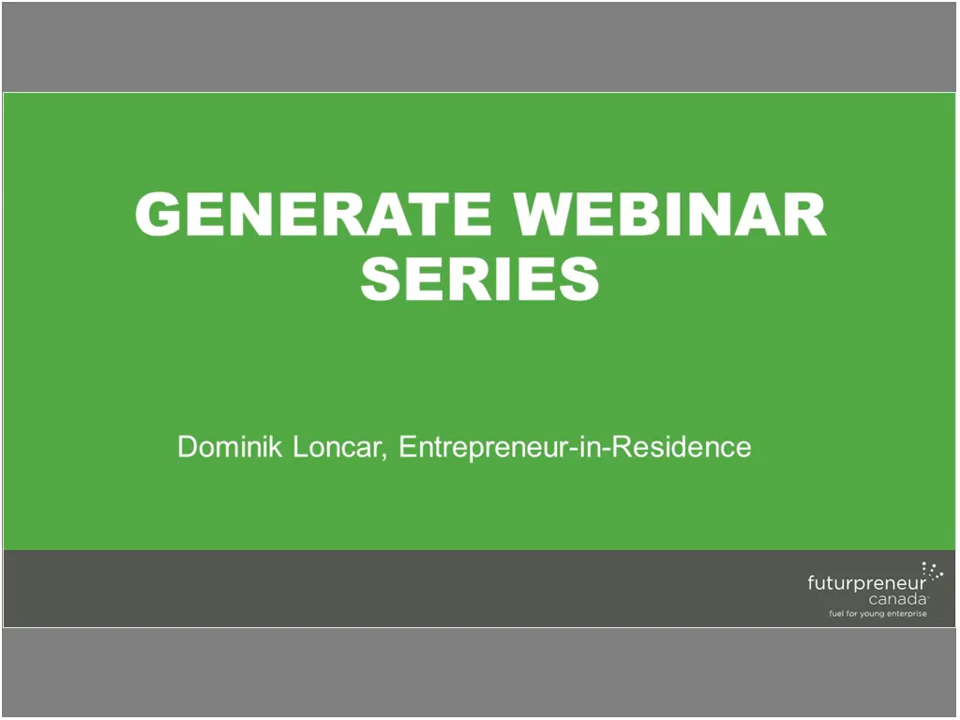 GENERATE WEBINAR
SERIES
Dominik Loncar, Entrepreneur-in-Residence
futurpreneur
canada
fuel for young enterprise